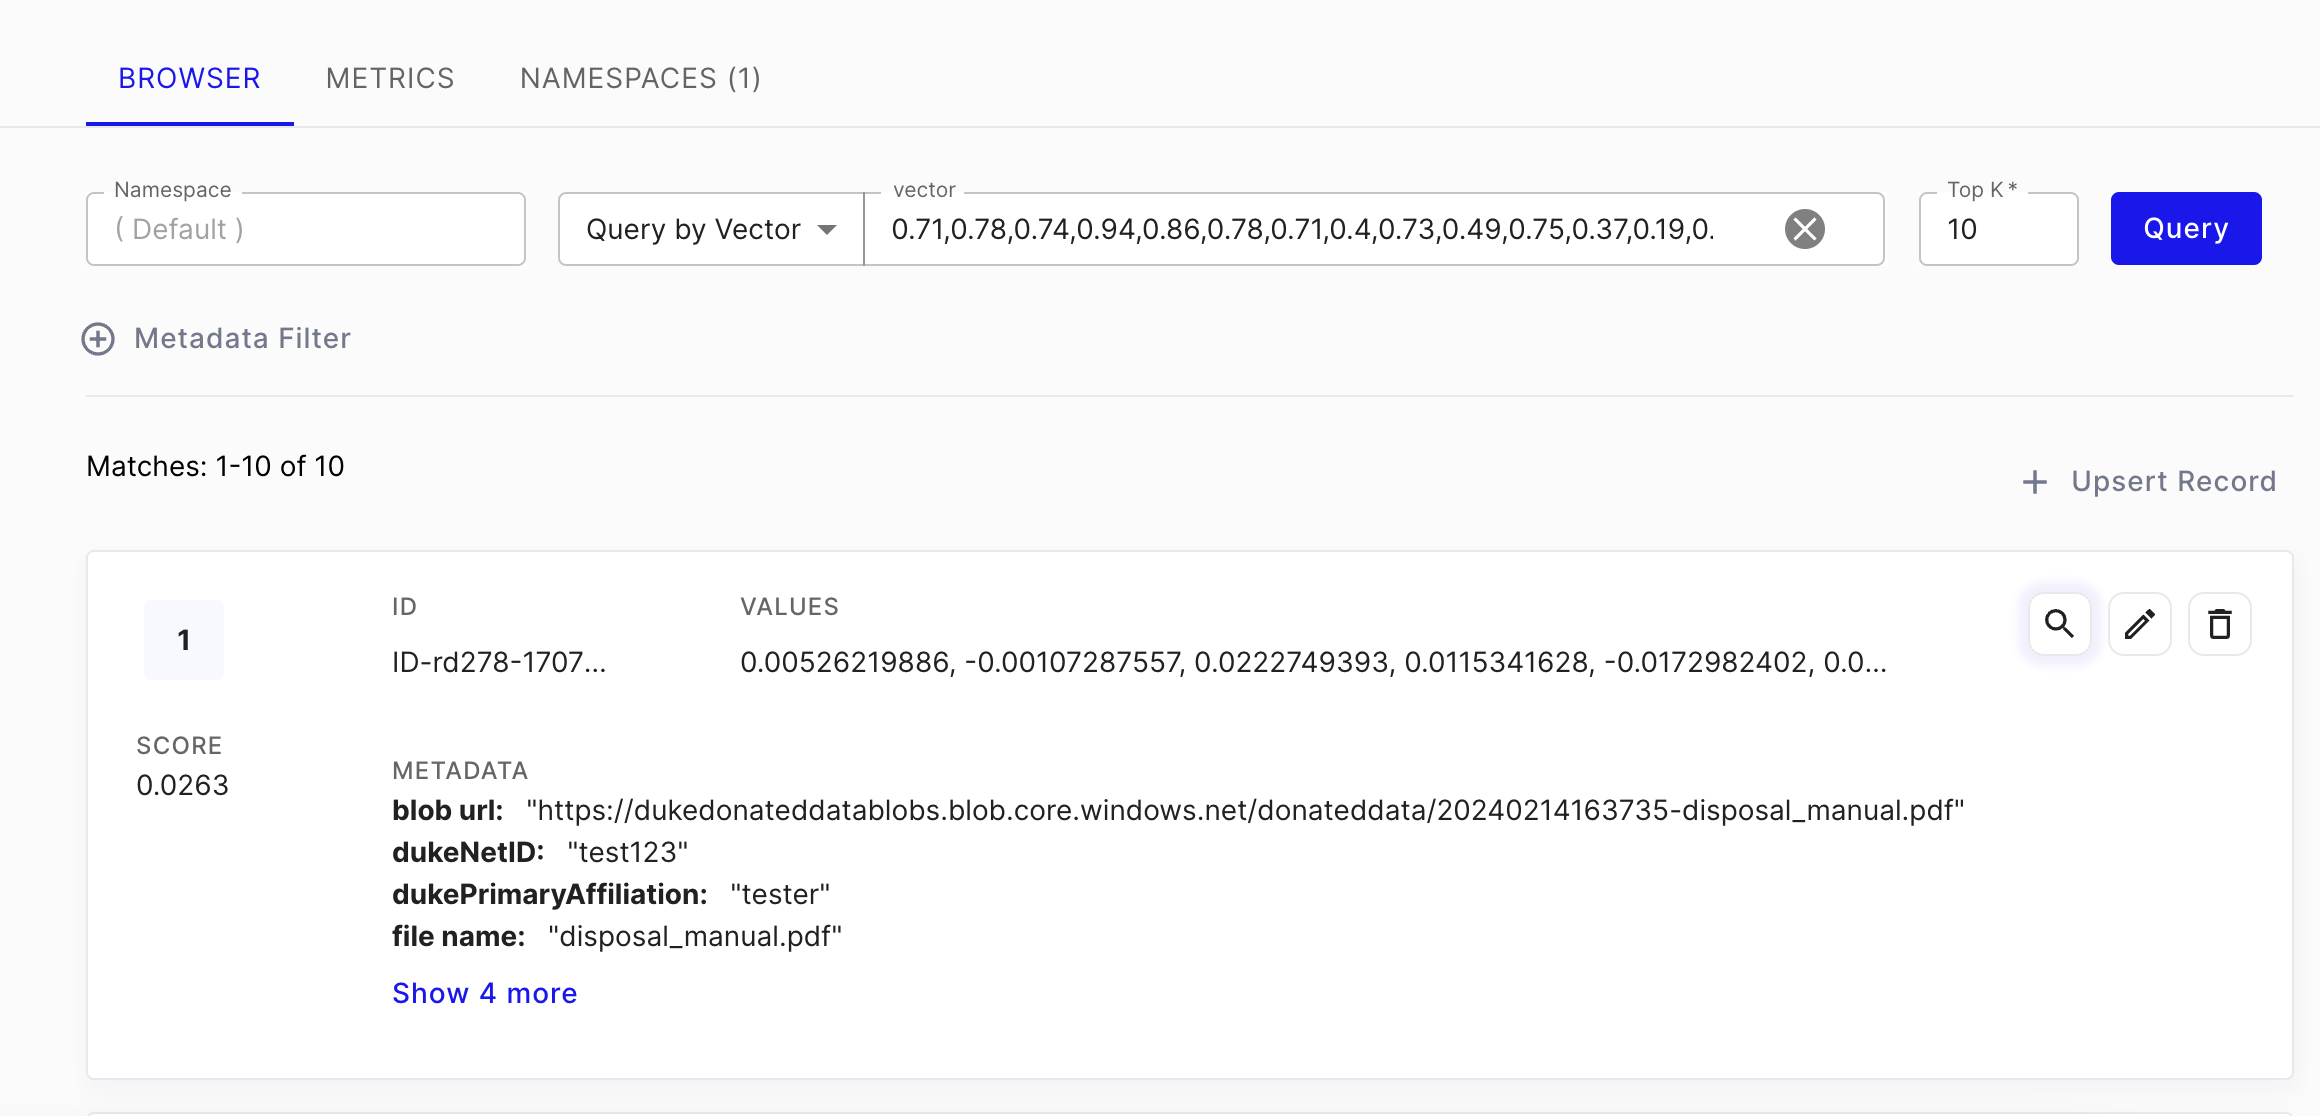 BROWSER METRICS NAMESPACES (1)
Namespace
( Default )
Query by Vector
vector
0.71,0.78,0.74,0.94,0.86,0.78,0.71,0.4,0.73,0.49,0.75,0.37,0.19,0.
Top K *
10
Query
Metadata Filter
Matches: 1-10 of 10
Upsert Record
1
ID
ID-rd278-1707...
VALUES
0.00526219886, -0.00107287557, 0.0222749393, 0.0115341628, -0.0172982402, 0.0...
SCORE
0.0263
METADATA
blob url: "https://dukedonateddatablobs.blob.core.windows.net/donateddata/20240214163735-disposal_manual.pdf"
dukeNetID: "test123"
dukePrimaryAffiliation: "tester"
file name: "disposal_manual.pdf"
Show 4 more